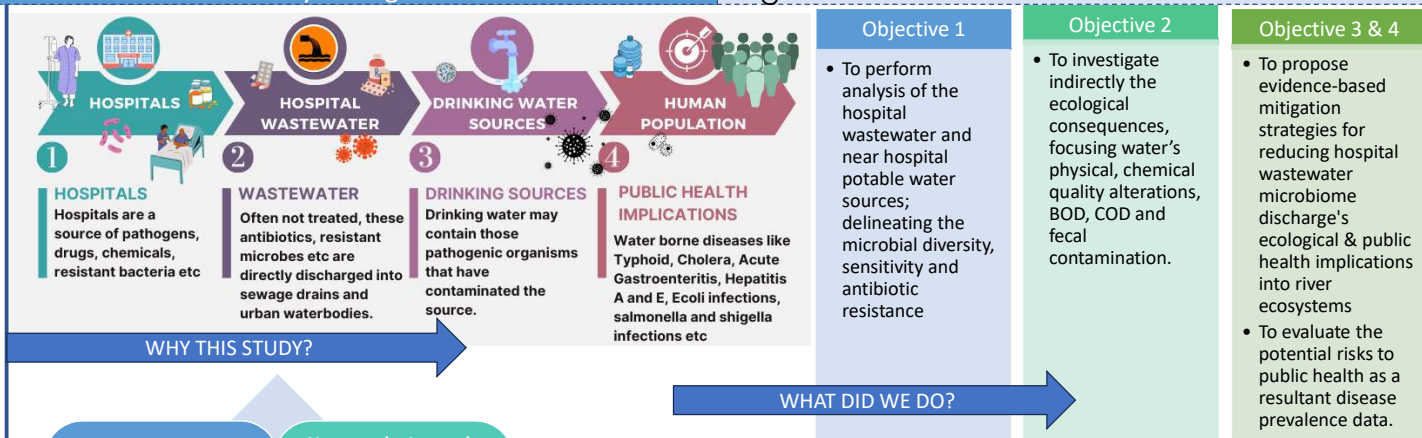 HOSPITALS
HOSPITAL
WASTEWATER
DRINKING WATER
SOURCES
HUMAN
POPULATION
1
HOSPITALS
Hospitals are a
source of pathogens,
drugs, chemicals,
resistant bacteria etc
2
WASTEWATER
Often not treated, these
antibiotics, resistant
microbes etc are
directly discharged into
sewage drains and
urban waterbodies.
3
DRINKING SOURCES
Drinking water may
contain those
pathogenic organisms
that have
contaminated the
source.
4
PUBLIC HEALTH
IMPLICATIONS
Water borne diseases like
Typhoid, Cholera, Acute
Gastroenteritis, Hepatitis
A and E, Ecoli infections,
salmonella and shigella
infections etc
WHY THIS STUDY?
Objective 1
• To perform
analysis of the
hospital
wastewater and
near hospital
potable water
sources;
delineating the
microbial diversity,
sensitivity and
antibiotic
resistance
Objective 2
• To investigate
indirectly the
ecological
consequences,
focusing water's
physical, chemical
quality alterations,
BOD, COD and
fecal
contamination.
Objective 3 & 4
• To propose
evidence-based
mitigation
strategies for
reducing hospital
wastewater
microbiome
discharge's
ecological & public
health implications
into river
ecosystems
• To evaluate the
potential risks to
public health as a
resultant disease
prevalence data.
WHAT DID WE DO?